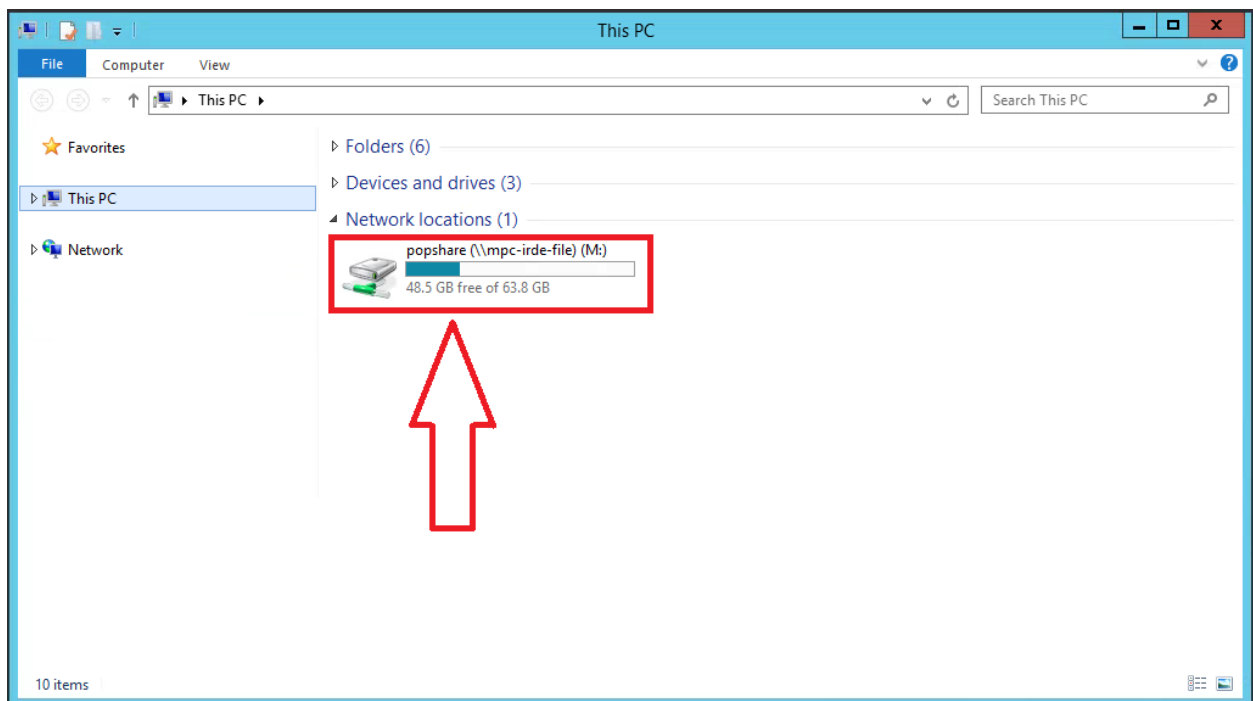 This PC
File Computer View
This PC
Search This PC
Favorites
This PC
Network
Folders (6)
Devices and drives (3)
Network locations (1)
popshare (\\mpc-irde-file) (M:)
48.5 GB free of 63.8 GB
10 items